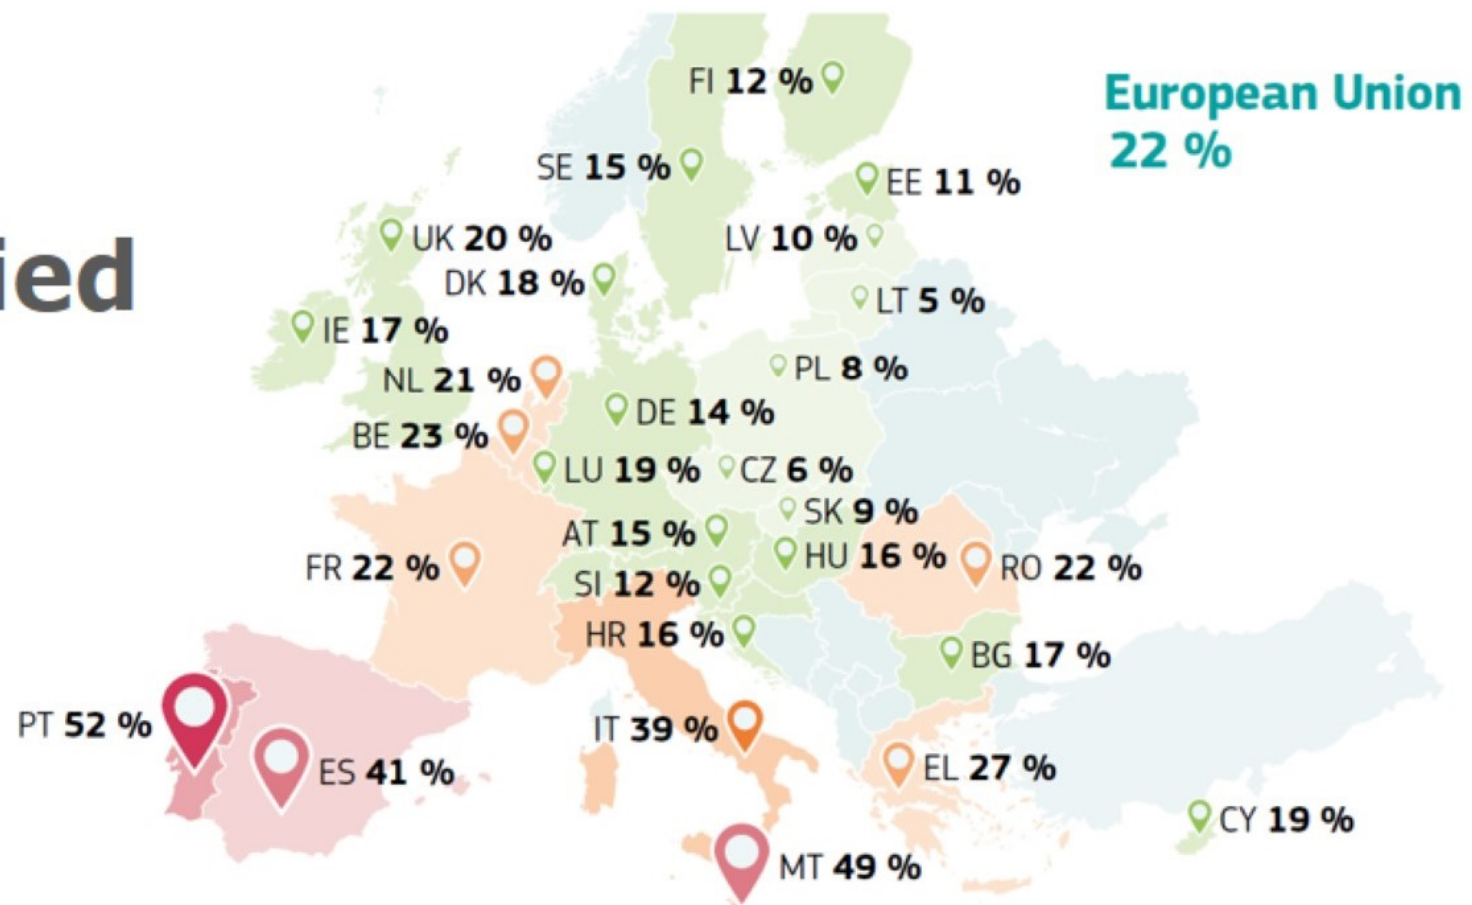 FI 12 %
European Union
22 %
SE 15 %
EE 11 %
UK 20 %
LV 10 %
ied
DK 18 %
LT 5 %
IE 17 %
PL 8 %
NL 21 %
DE 14 %
BE 23 %
LU 19 %
CZ 6 %
SK 9 %
AT 15 %
HU 16 %
FR 22 %
RO 22 %
SI 12 %
HR 16 %
BG 17 %
PT 52 %
IT 39 %
ES 41 %
EL 27 %
CY 19 %
MT 49 %